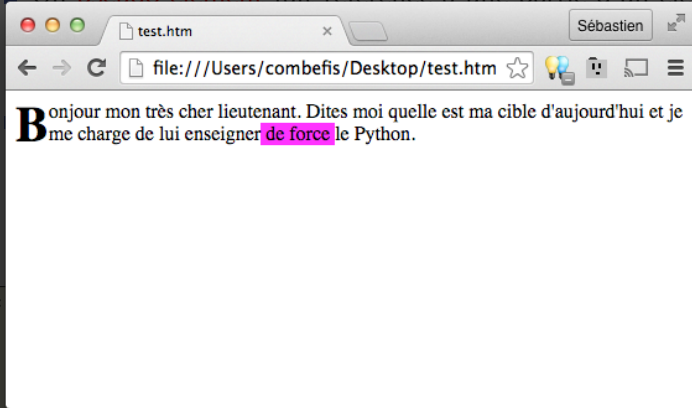 test.htm
Sébastien
file:///Users/combefis/Desktop/test.htm
Bonjour mon très cher lieutenant. Dites moi quelle est ma cible d'aujourd'hui et je
me charge de lui enseigner de force le Python.